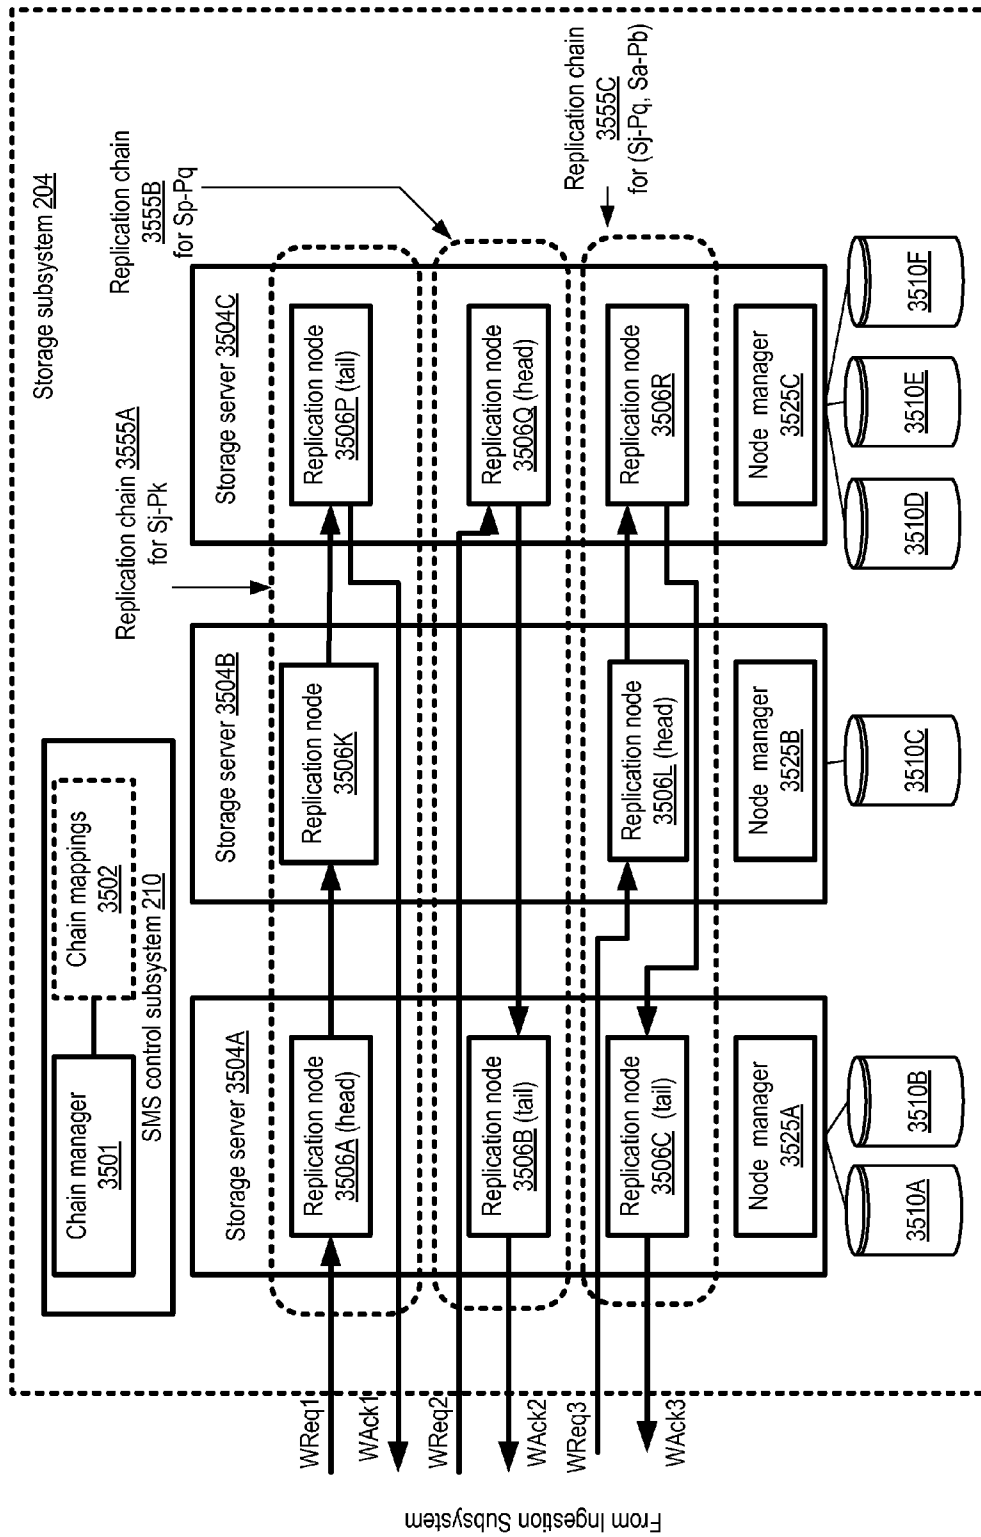 Storage subsystem 204
Chain manager
3501
Chain mappings
3502
SMS control subsystem 210
Replication chain 3555A
for Sj-Pk
Replication chain
3555B
for Sp-Pq
Replication chain
3555C
for (Sj-Pq, Sa-Pb)
Storage server 3504A
Replication node
3506A (head)
Replication node
3506B (tail)
Replication node
3506C (tail)
Node manager
3525A
3510A
3510B
Storage server 3504B
Replication node
3506K
Replication node
3506L (head)
Node manager
3525B
3510C
Storage server 3504C
Replication node
3506P (tail)
Replication node
3506Q (head)
Replication node
3506R
Node manager
3525C
3510D
3510E
3510F
WReq1
WAck1
WReq2
WAck2
WReq3
WAck3
From Ingestion Subsystem